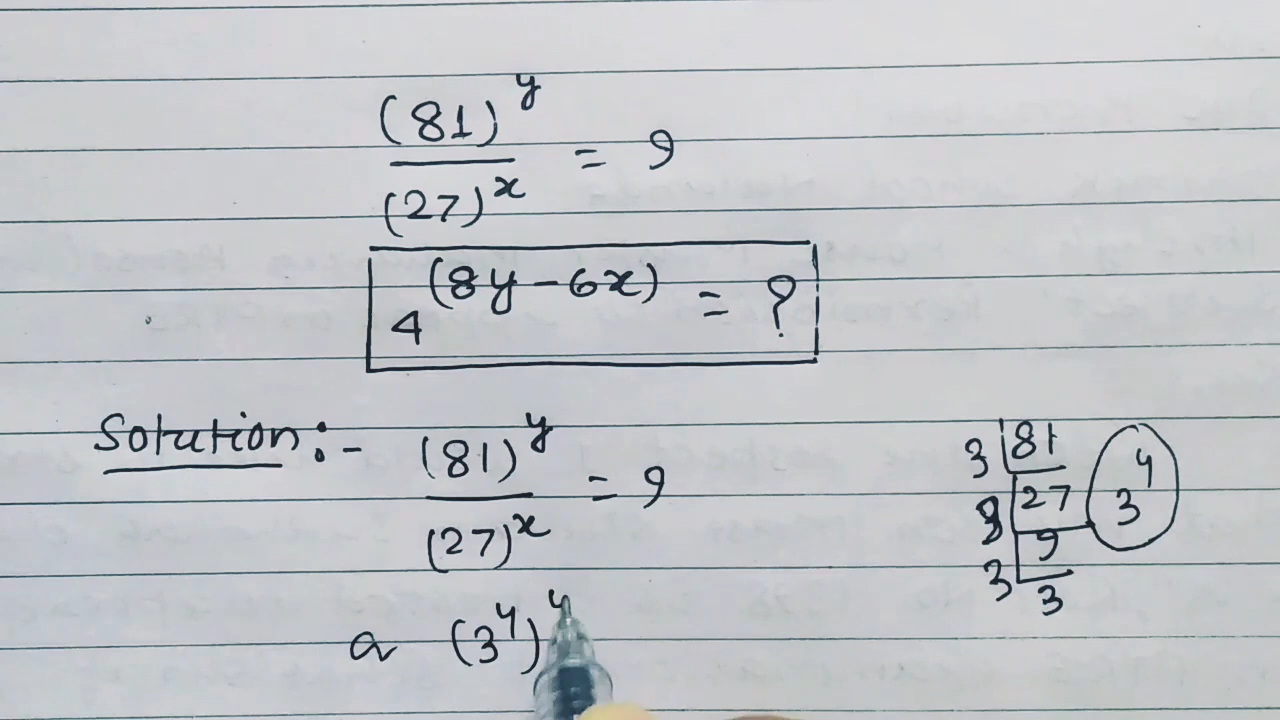 (81)^y / (27)^x = 9
4^(8y-6x) = ?
Solution :- (81)^y / (27)^x = 9
3 | 81
3 | 27
3 | 9
3
3^4
a (3^4)^y